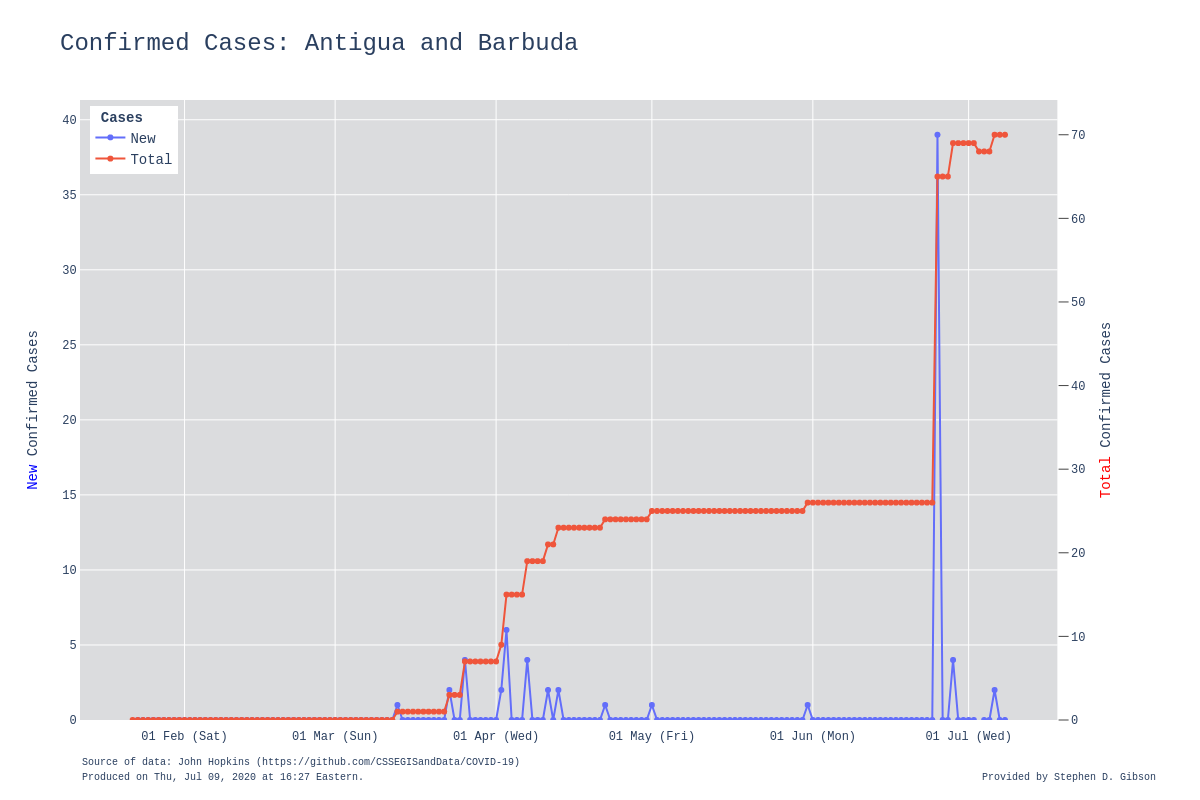 Confirmed Cases: Antigua and Barbuda
Cases
New
Total
40
35
30
25
20
15
10
5
0
New Confirmed Cases
70
60
50
40
30
20
10
0
Total Confirmed Cases
01 Feb (Sat)
01 Mar (Sun)
01 Apr (Wed)
01 May (Fri)
01 Jun (Mon)
01 Jul (Wed)
Source of data: John Hopkins (https://github.com/CSSEGISandData/COVID-19)
Produced on Thu, Jul 09, 2020 at 16:27 Eastern.
Provided by Stephen D. Gibson